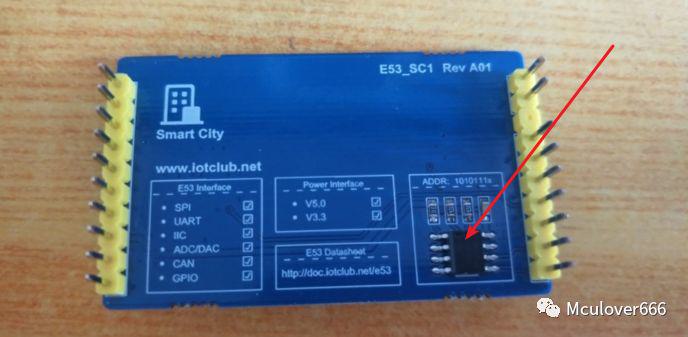 E53_SC1 Rev A01
Smart City
www.iotclub.net
E53 Interface
SPI
UART
IIC
ADC/DAC
CAN
GPIO
Power Interface
V5.0
V3.3
E53 Datasheet
http://doc.iotclub.net/e53
ADDR: 1010111x
Mculover666